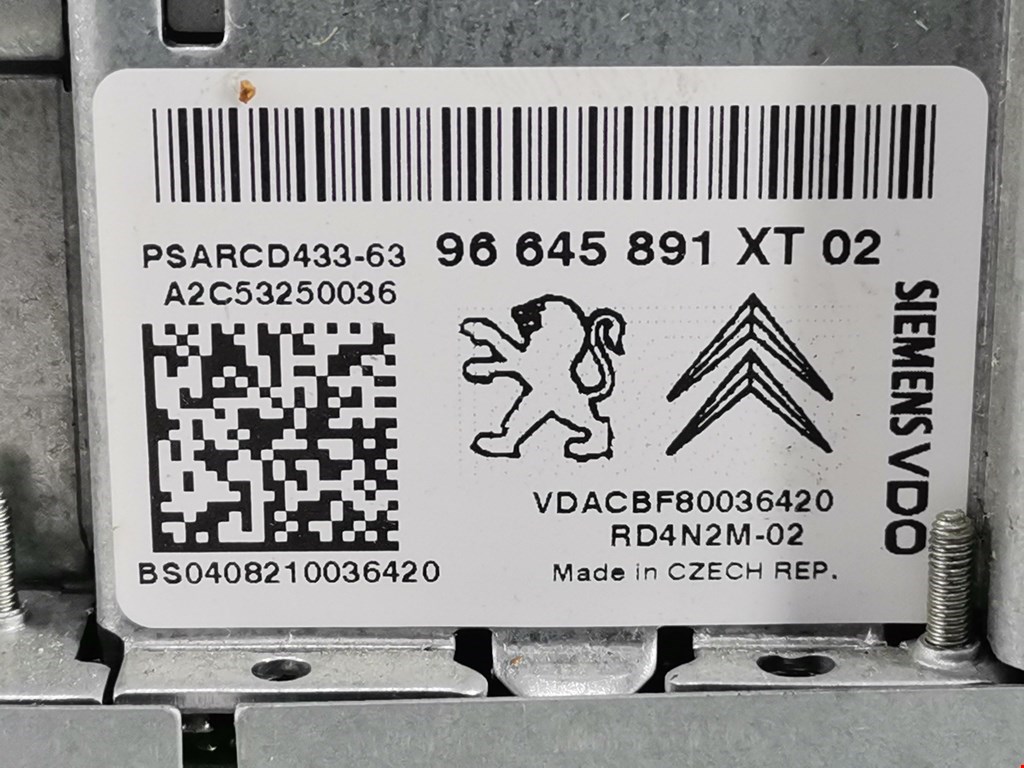 PSARCD433-63 96 645 891 XT 02
A2C53250036
SIEMENS VDO
VDACBF80036420
RD4N2M-02
BS0408210036420 Made in CZECH REP.